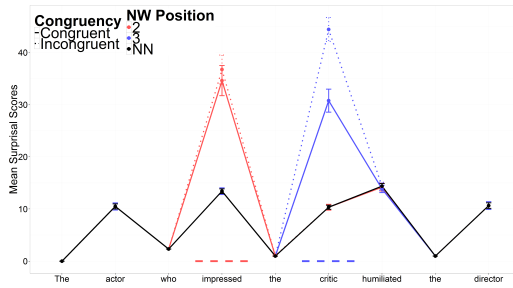 Congruency
Congruent
Incongruent
NW Position
2
3
NN
Mean Surprisal Scores
40
30
20
10
0
The actor who impressed the critic humiliated the director